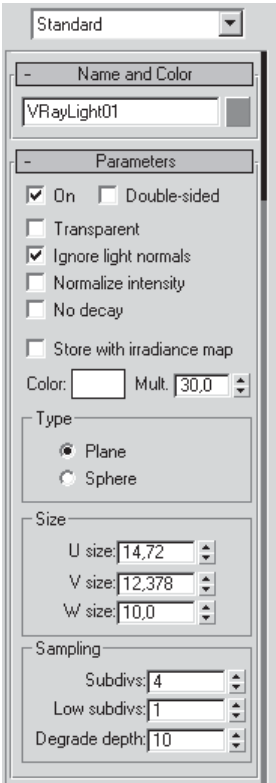 Standard
- Name and Color
VRayLight01
- Parameters
On Double-sided
Transparent
Ignore light normals
Normalize intensity
No decay
Store with irradiance map
Color: Mult. 30,0
Type
Plane
Sphere
Size
U size: 14,72
V size: 12,378
W size: 10,0
Sampling
Subdivs: 4
Low subdivs: 1
Degrade depth: 10